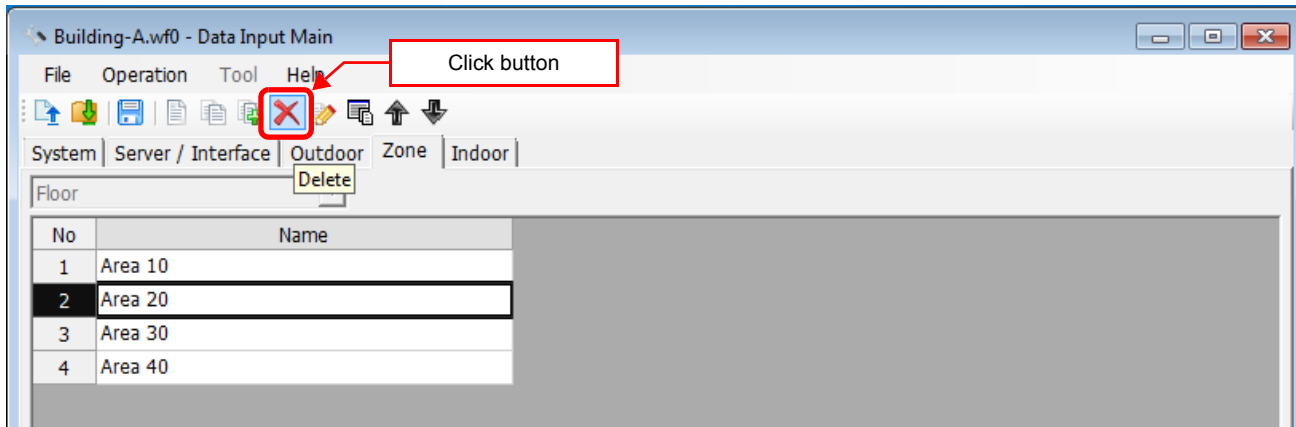 Building-A.wf0 - Data Input Main
Click button
File Operation Tool Help
System Server / Interface Outdoor Zone Indoor
Delete
Floor
No Name
1 Area 10
2 Area 20
3 Area 30
4 Area 40